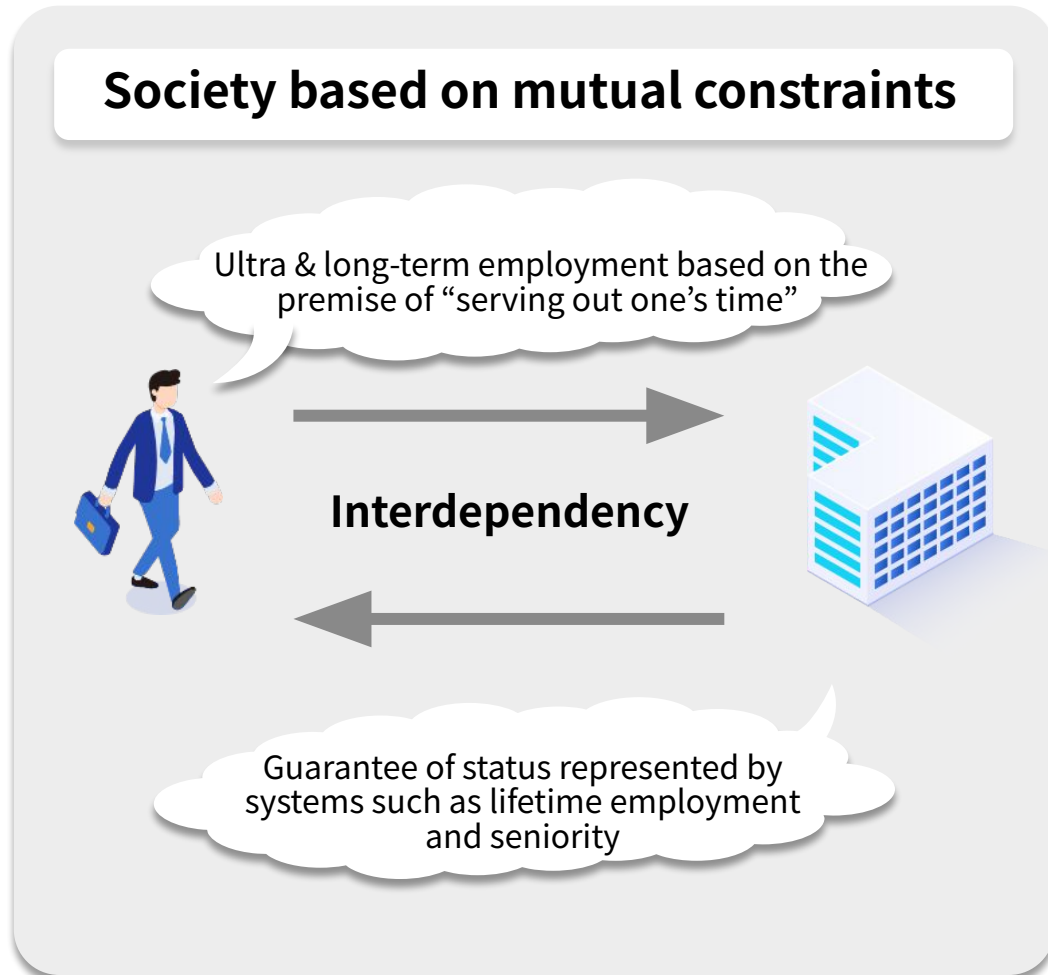 Society based on mutual constraints
Ultra & long-term employment based on the
premise of “serving out one’s time”
Interdependency
Guarantee of status represented by
systems such as lifetime employment
and seniority